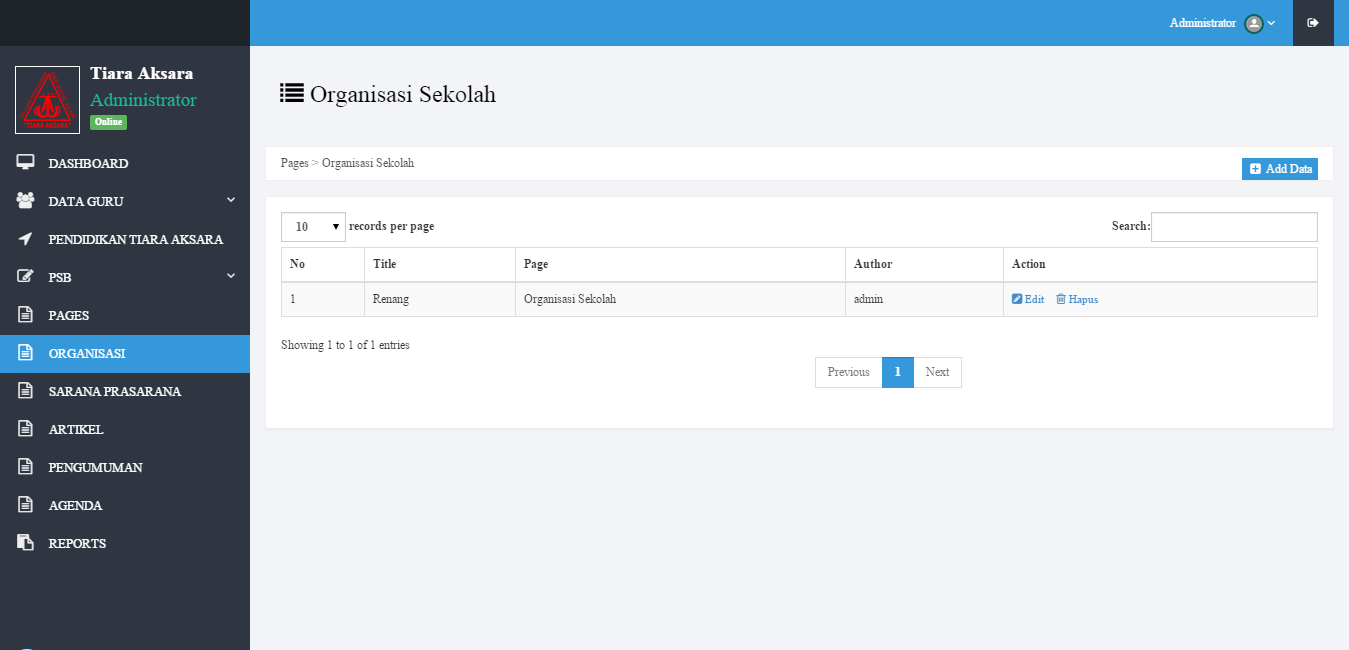 Administrator
Tiara Aksara
Administrator
Online
TIARA AKSARA
DASHBOARD
DATA GURU
PENDIDIKAN TIARA AKSARA
PSB
PAGES
ORGANISASI
SARANA PRASARANA
ARTIKEL
PENGUMUMAN
AGENDA
REPORTS
Organisasi Sekolah
Pages > Organisasi Sekolah
Add Data
10 records per page Search:
No Title Page Author Action
1 Renang Organisasi Sekolah admin Edit Hapus
Showing 1 to 1 of 1 entries
Previous 1 Next